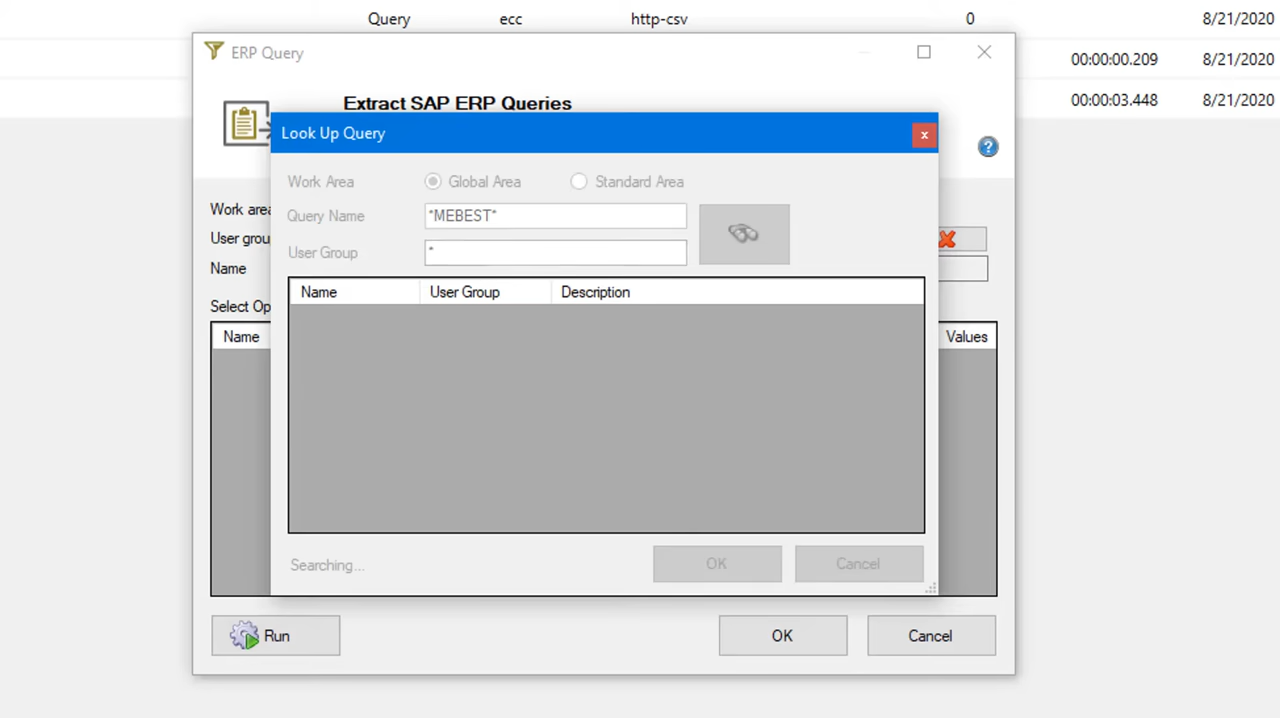 Query ecc http-csv 0 8/21/2020
ERP Query
00:00:00.209 8/21/2020
Extract SAP ERP Queries
00:00:03.448 8/21/2020
Look Up Query x
?
Work Area Global Area Standard Area
Work area
Query Name *MEBEST*
User grou
User Group *
Name
Name User Group Description
Select Op
Name Values
Searching... OK Cancel
Run OK Cancel